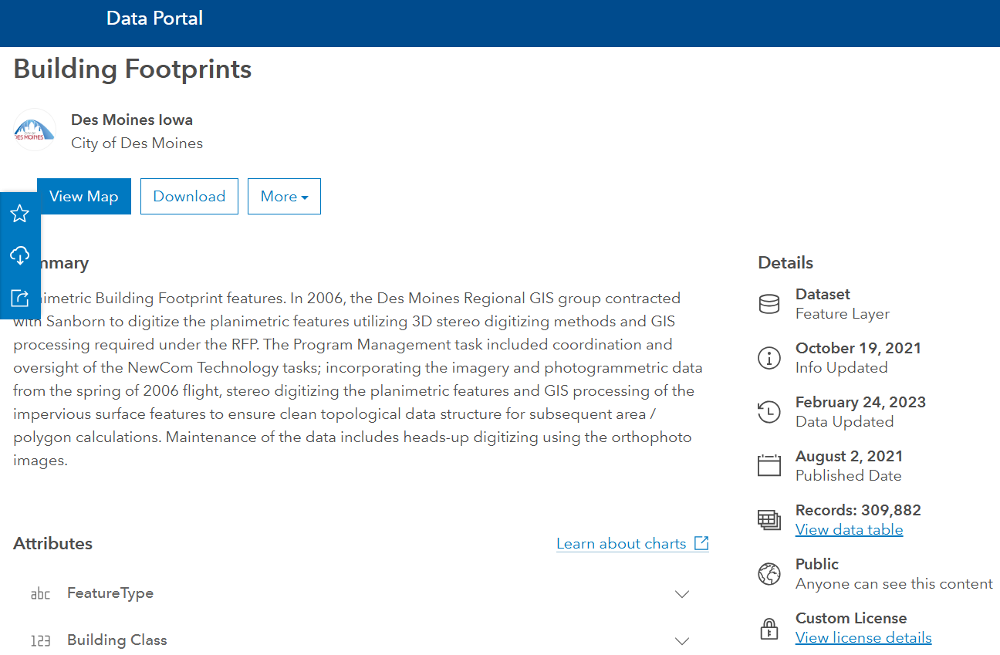 Data Portal
Building Footprints
DES MOINES
Des Moines Iowa
City of Des Moines
View Map
Download
More
mmary
imetric Building Footprint features. In 2006, the Des Moines Regional GIS group contracted
with Sanborn to digitize the planimetric features utilizing 3D stereo digitizing methods and GIS
processing required under the RFP. The Program Management task included coordination and
oversight of the NewCom Technology tasks; incorporating the imagery and photogrammetric data
from the spring of 2006 flight, stereo digitizing the planimetric features and GIS processing of the
impervious surface features to ensure clean topological data structure for subsequent area /
polygon calculations. Maintenance of the data includes heads-up digitizing using the orthophoto
images.
Attributes
Learn about charts
abc FeatureType
123 Building Class
Details
Dataset
Feature Layer
October 19, 2021
Info Updated
February 24, 2023
Data Updated
August 2, 2021
Published Date
Records: 309,882
View data table
Public
Anyone can see this content
Custom License
View license details